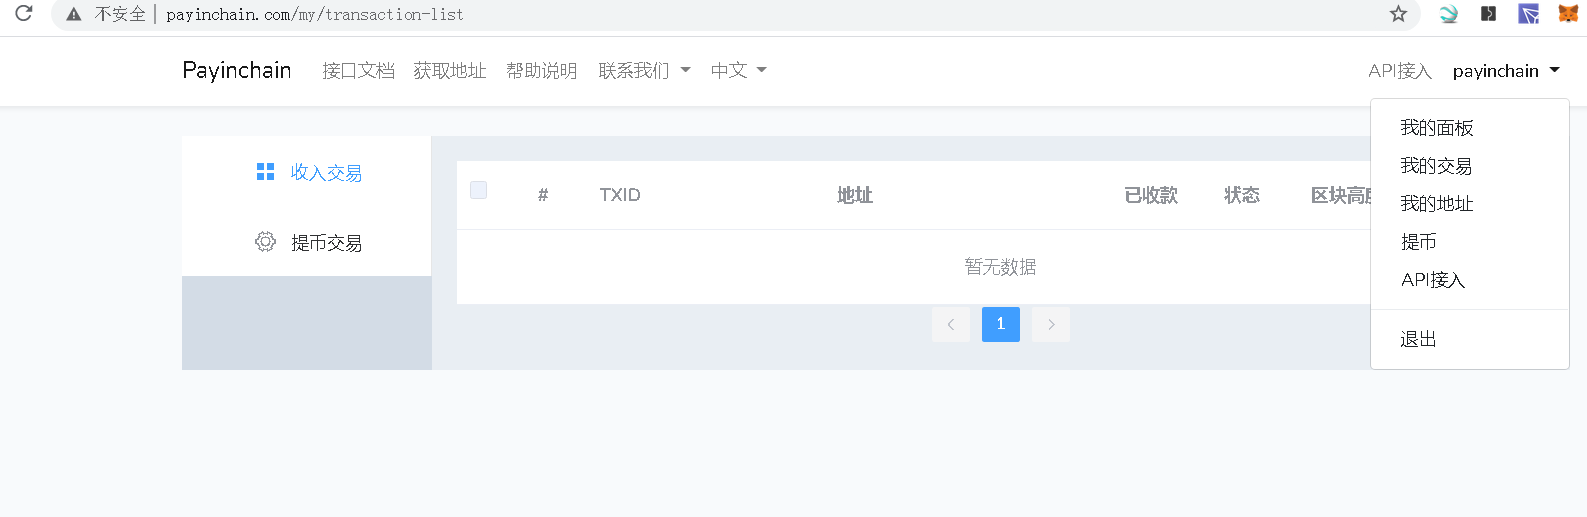 不安全 | payinchain.com/my/transaction-list
Payinchain 接口文档 获取地址 帮助说明 联系我们 中文 API接入 payinchain
我的面板
我的交易
我的地址
提币
API接入
退出
收入交易
提币交易
# TXID 地址 已收款 状态 区块高度
暂无数据
1